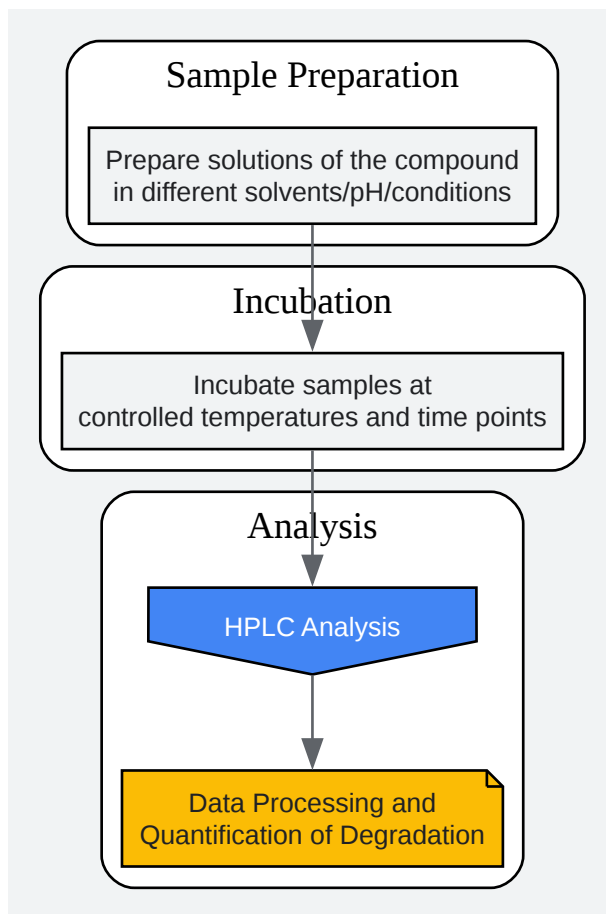 Sample Preparation
Prepare solutions of the compound
in different solvents/pH/conditions
Incubation
Incubate samples at
controlled temperatures and time points
Analysis
HPLC Analysis
Data Processing and
Quantification of Degradation